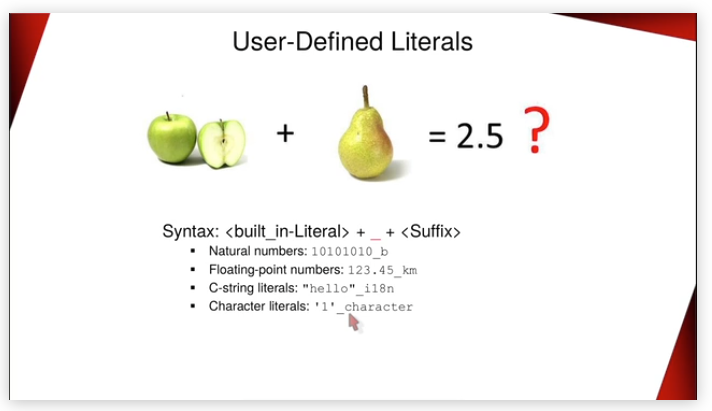 User-Defined Literals
+ = 2.5 ?
Syntax: <built_in-Literal> + _ + <Suffix>
▪ Natural numbers: 10101010_b
▪ Floating-point numbers: 123.45_km
▪ C-string literals: "hello"_i18n
▪ Character literals: '1'_character